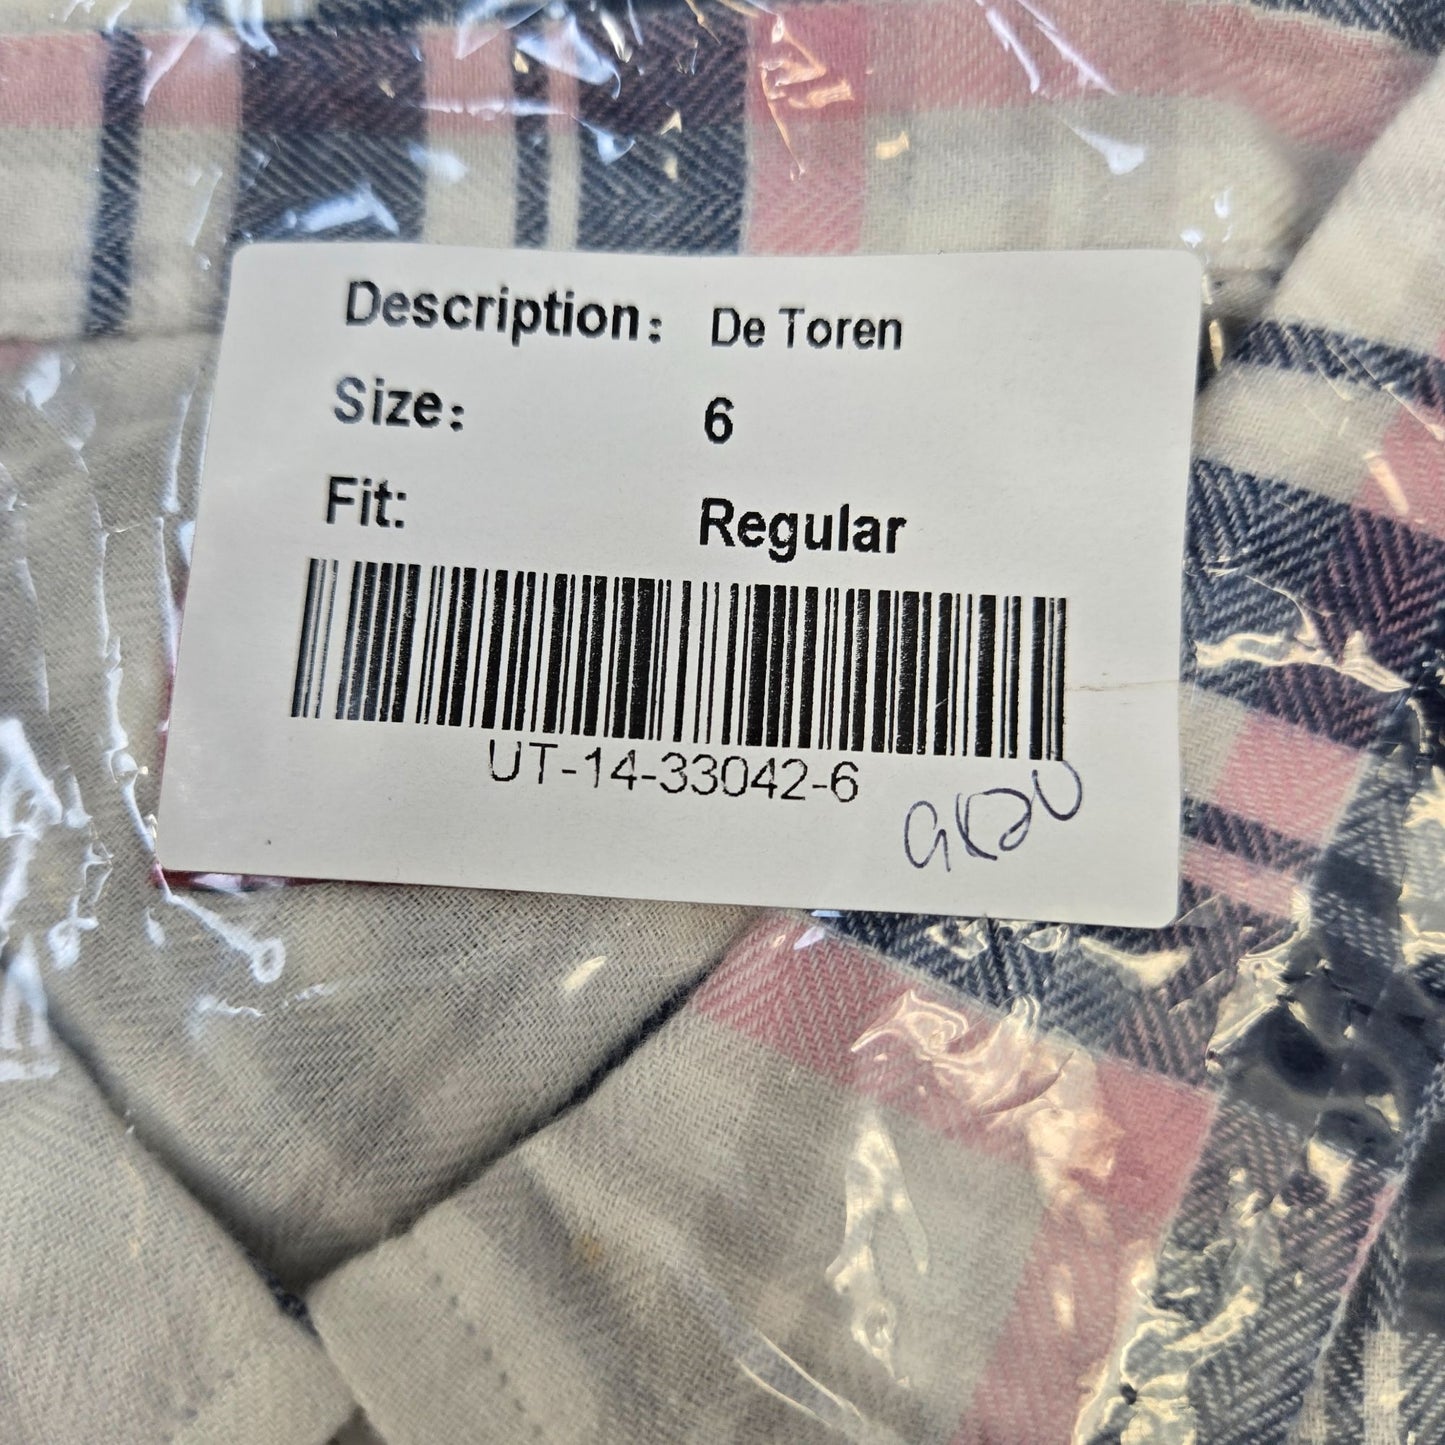 Description: De Toren
Size: 6
Fit: Regular
UT-14-33042-6